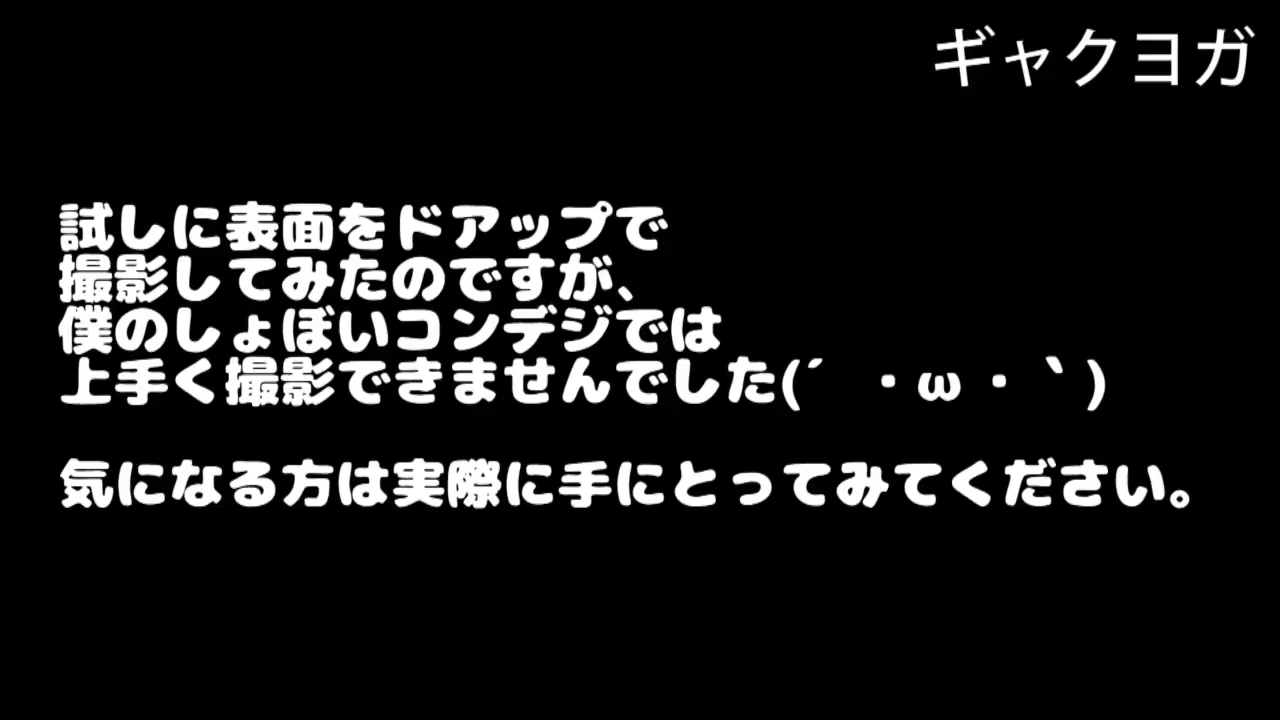 ギャクヨガ
試しに表面をドアップで
撮影してみたのですが、
僕のしょぼいコンデジでは
上手く撮影できませんでした(´・ω・`)
気になる方は実際に手にとってみてください。